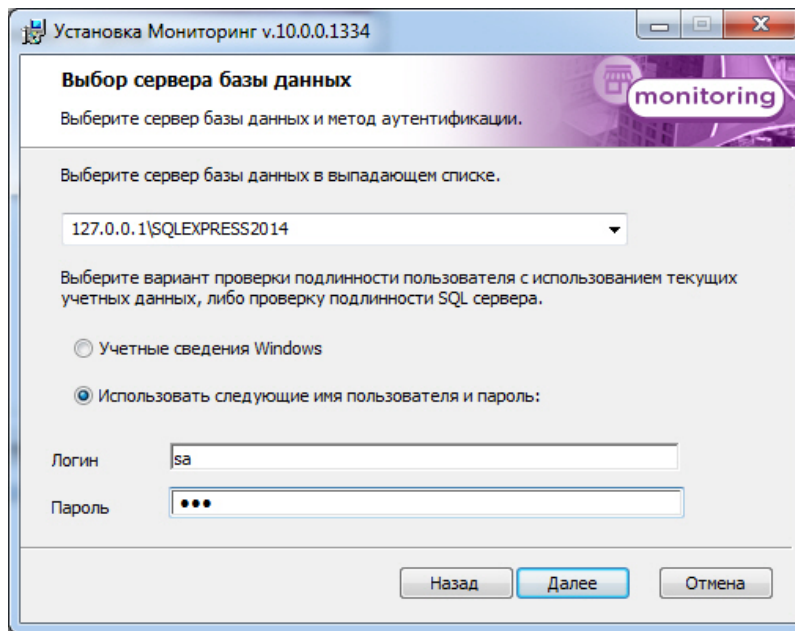 Установка Мониторинг v.10.0.0.1334
Выбор сервера базы данных
Выберите сервер базы данных и метод аутентификации.
monitoring
Выберите сервер базы данных в выпадающем списке.
127.0.0.1\SQLEXPRESS2014
Выберите вариант проверки подлинности пользователя с использованием текущих
учетных данных, либо проверку подлинности SQL сервера.
Учетные сведения Windows
Использовать следующие имя пользователя и пароль:
Логин
sa
Пароль
•••
Назад
Далее
Отмена